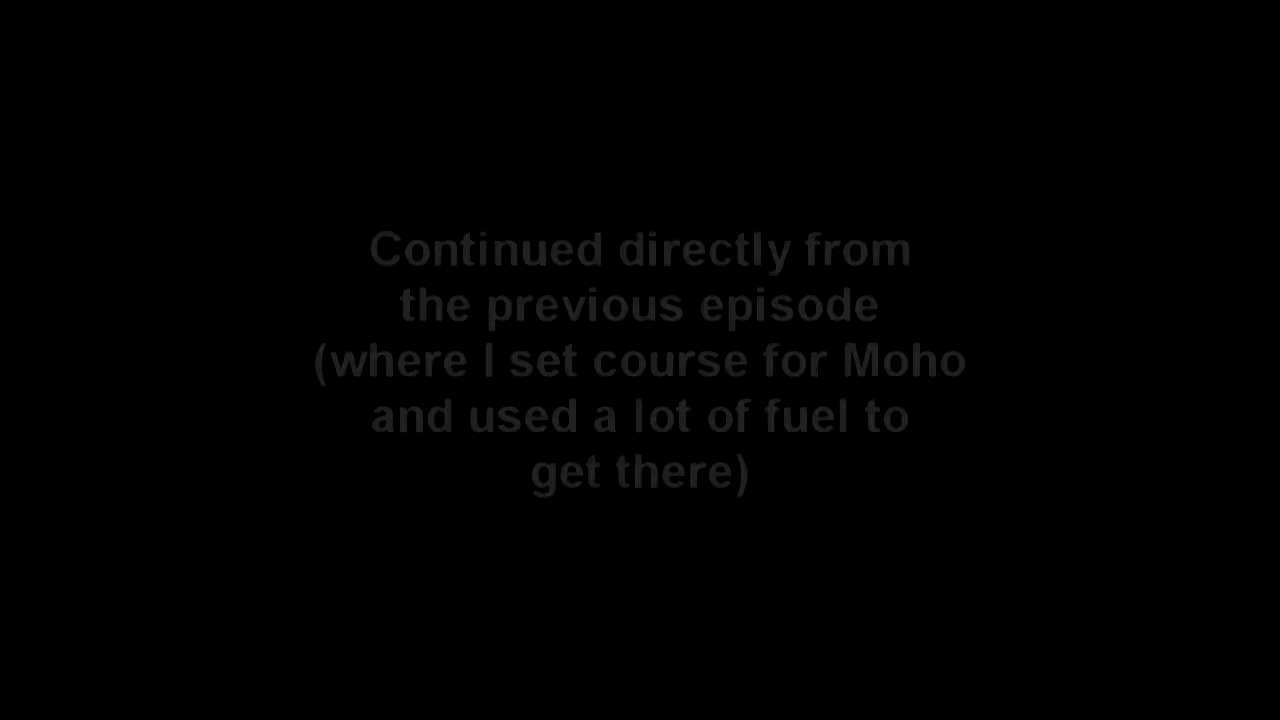 Continued directly from
the previous episode
(where I set course for Moho
and used a lot of fuel to
get there)